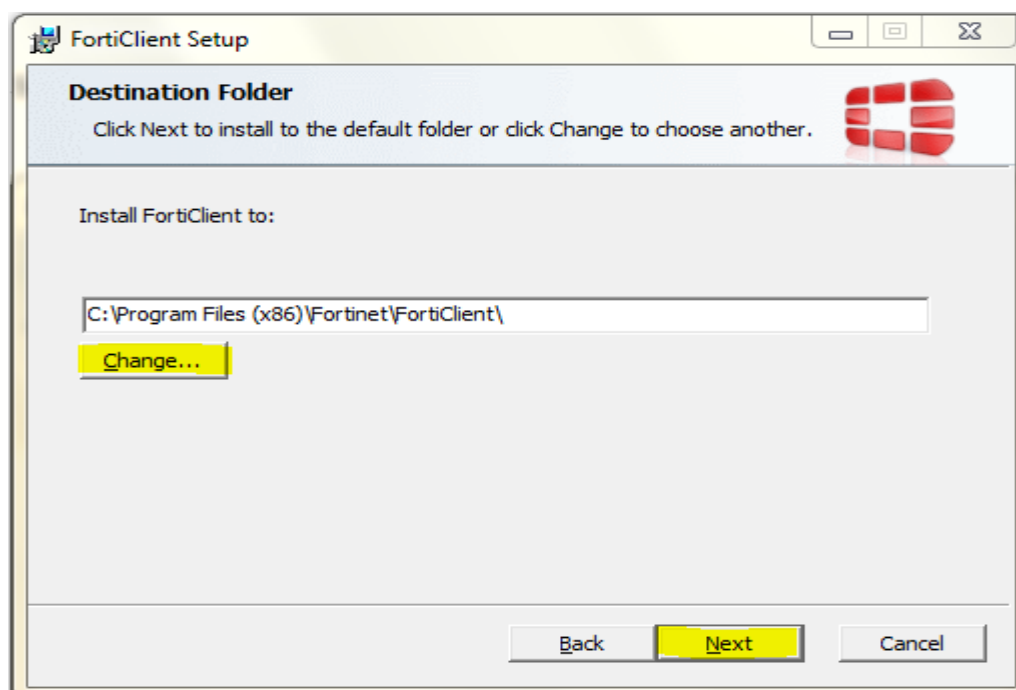 FortiClient Setup
Destination Folder
Click Next to install to the default folder or click Change to choose another.
Install FortiClient to:
C:\Program Files (x86)\Fortinet\FortiClient\
Change...
Back Next Cancel